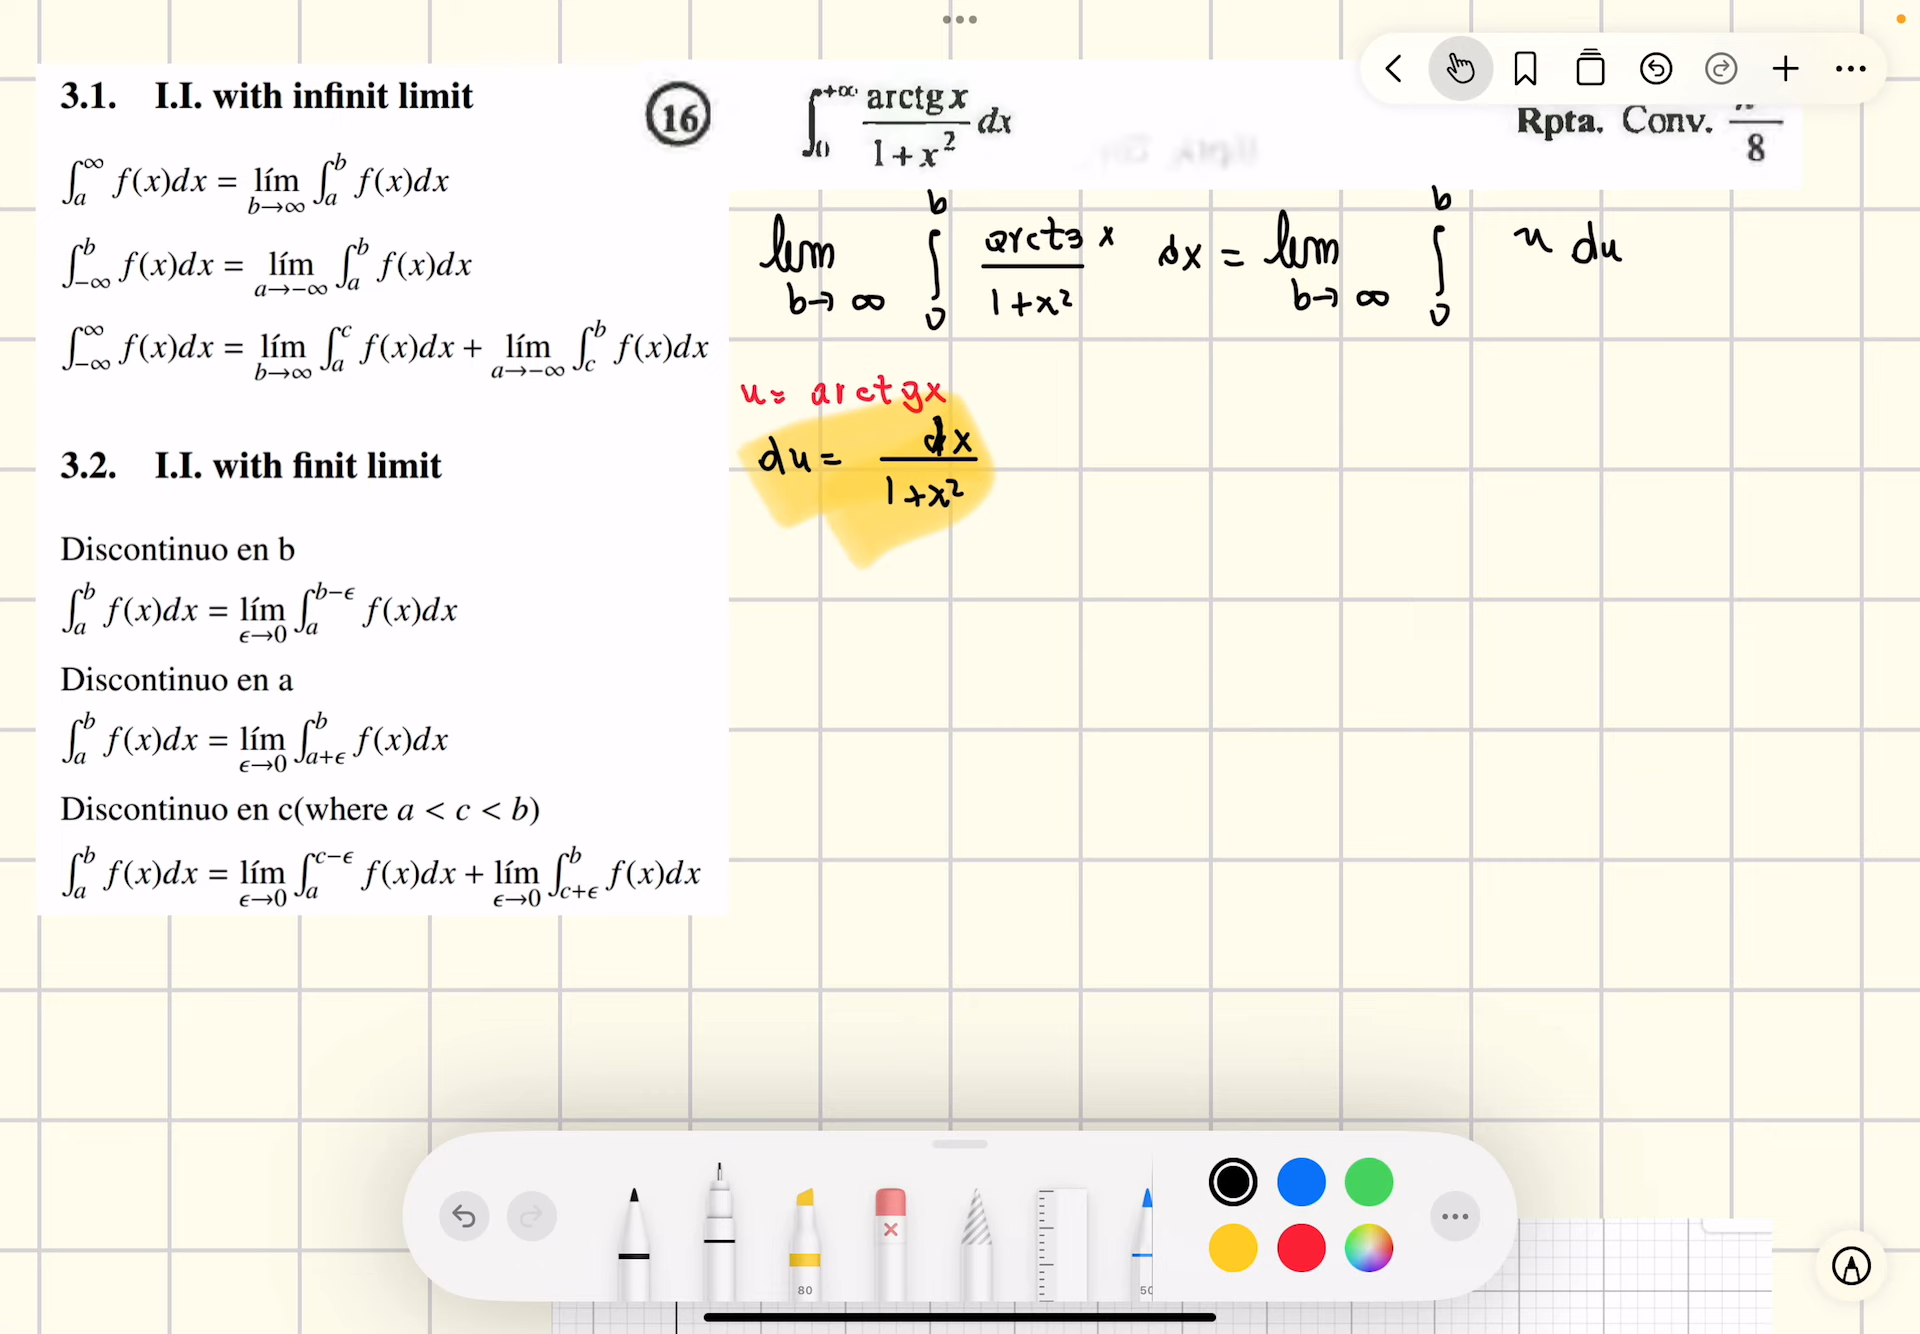 3.1. I.I. with infinit limit
∫_a^∞ f(x)dx = lím_{b→∞} ∫_a^b f(x)dx
∫_{-∞}^b f(x)dx = lím_{a→-∞} ∫_a^b f(x)dx
∫_{-∞}^∞ f(x)dx = lím_{b→∞} ∫_a^c f(x)dx + lím_{a→-∞} ∫_c^b f(x)dx
3.2. I.I. with finit limit
Discontinuo en b
∫_a^b f(x)dx = lím_{ϵ→0} ∫_a^{b-ϵ} f(x)dx
Discontinuo en a
∫_a^b f(x)dx = lím_{ϵ→0} ∫_{a+ϵ}^b f(x)dx
Discontinuo en c(where a < c < b)
∫_a^b f(x)dx = lím_{ϵ→0} ∫_a^{c-ϵ} f(x)dx + lím_{ϵ→0} ∫_{c+ϵ}^b f(x)dx
16 ∫_0^{+∞} arctg x / 1+x² dx
Rpta. Conv. / 8
lim_{b→∞} ∫_0^b arctg x / 1+x² dx = lim_{b→∞} ∫_0^b u du
u= arctgx
du = dx / 1+x²
80
50